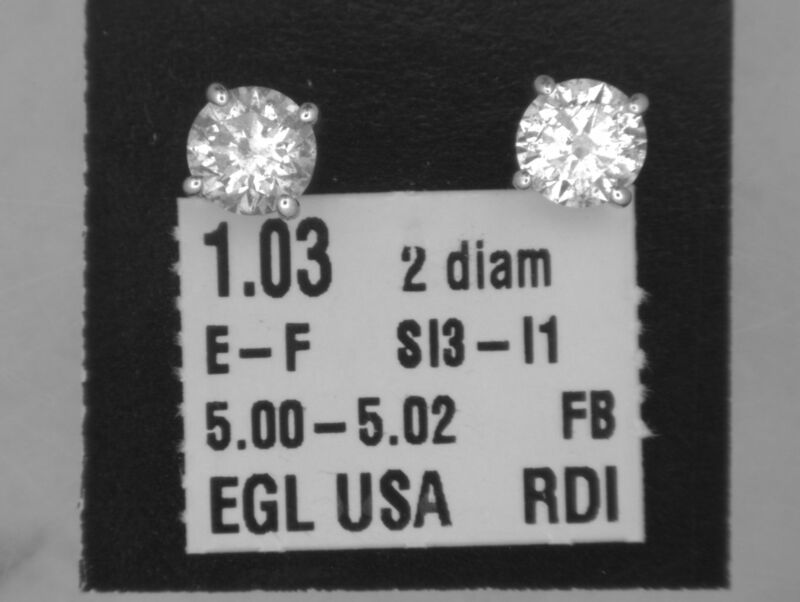 1.03 2 diam
E-F SI3-I1
5.00-5.02 FB
EGL USA RDI